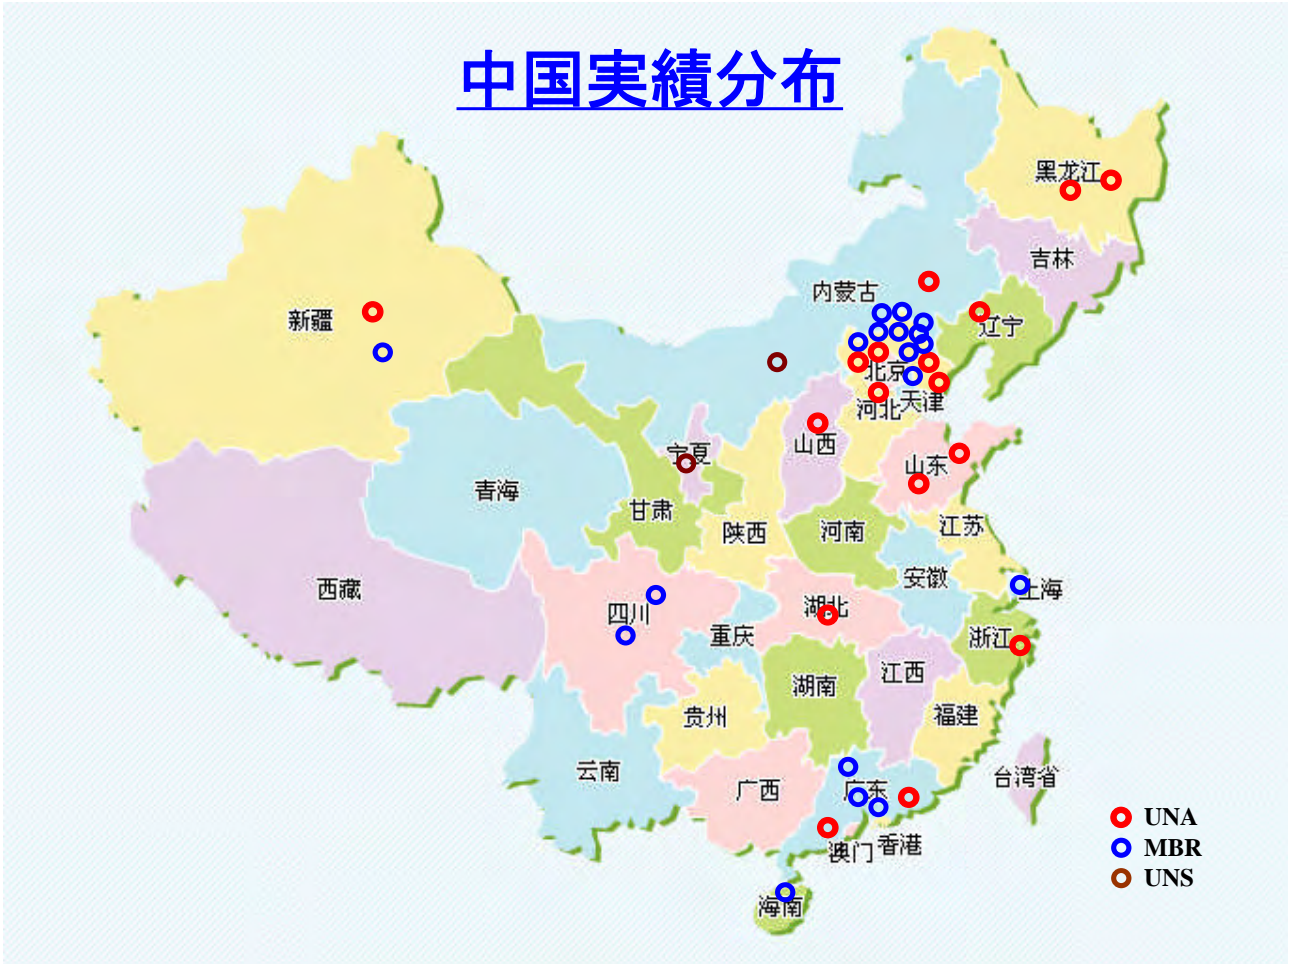 中国実績分布
黑龙江
吉林
内蒙古
新疆
辽宁
北京
天津
河北
山西
宁夏
山东
青海
甘肃
陕西
河南
江苏
安徽
西藏
上海
四川
湖北
重庆
浙江
江西
湖南
贵州
福建
云南
广西
广东
台湾省
澳门
香港
海南
UNA
MBR
UNS